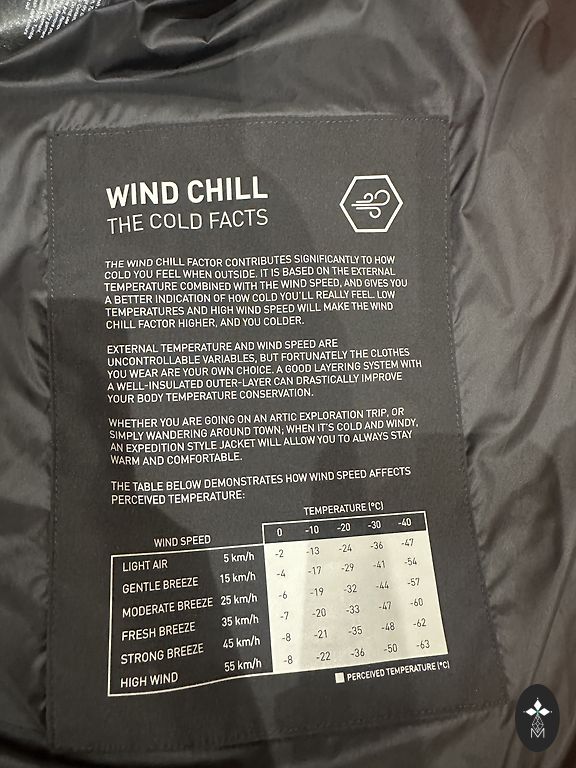 WIND CHILL
THE COLD FACTS
THE WIND CHILL FACTOR CONTRIBUTES SIGNIFICANTLY TO HOW
COLD YOU FEEL WHEN OUTSIDE. IT IS BASED ON THE EXTERNAL
TEMPERATURE COMBINED WITH THE WIND SPEED, AND GIVES YOU
A BETTER INDICATION OF HOW COLD YOU'LL REALLY FEEL. LOW
TEMPERATURES AND HIGH WIND SPEED WILL MAKE THE WIND
CHILL FACTOR HIGHER, AND YOU COLDER.
EXTERNAL TEMPERATURE AND WIND SPEED ARE
UNCONTROLLABLE VARIABLES, BUT FORTUNATELY THE CLOTHES
YOU WEAR ARE YOUR OWN CHOICE. A GOOD LAYERING SYSTEM WITH
A WELL-INSULATED OUTER-LAYER CAN DRASTICALLY IMPROVE
YOUR BODY TEMPERATURE CONSERVATION.
WHETHER YOU ARE GOING ON AN ARTIC EXPLORATION TRIP, OR
SIMPLY WANDERING AROUND TOWN; WHEN IT'S COLD AND WINDY,
AN EXPEDITION STYLE JACKET WILL ALLOW YOU TO ALWAYS STAY
WARM AND COMFORTABLE.
THE TABLE BELOW DEMONSTRATES HOW WIND SPEED AFFECTS
PERCEIVED TEMPERATURE:
TEMPERATURE (°C)
WIND SPEED 0 -10 -20 -30 -40
LIGHT AIR 5 km/h -2 -13 -24 -36 -47
GENTLE BREEZE 15 km/h -4 -17 -29 -41 -54
MODERATE BREEZE 25 km/h -6 -19 -32 -44 -57
FRESH BREEZE 35 km/h -7 -20 -33 -47 -60
STRONG BREEZE 45 km/h -8 -21 -35 -48 -62
HIGH WIND 55 km/h -8 -22 -36 -50 -63
PERCEIVED TEMPERATURE (°C)
M